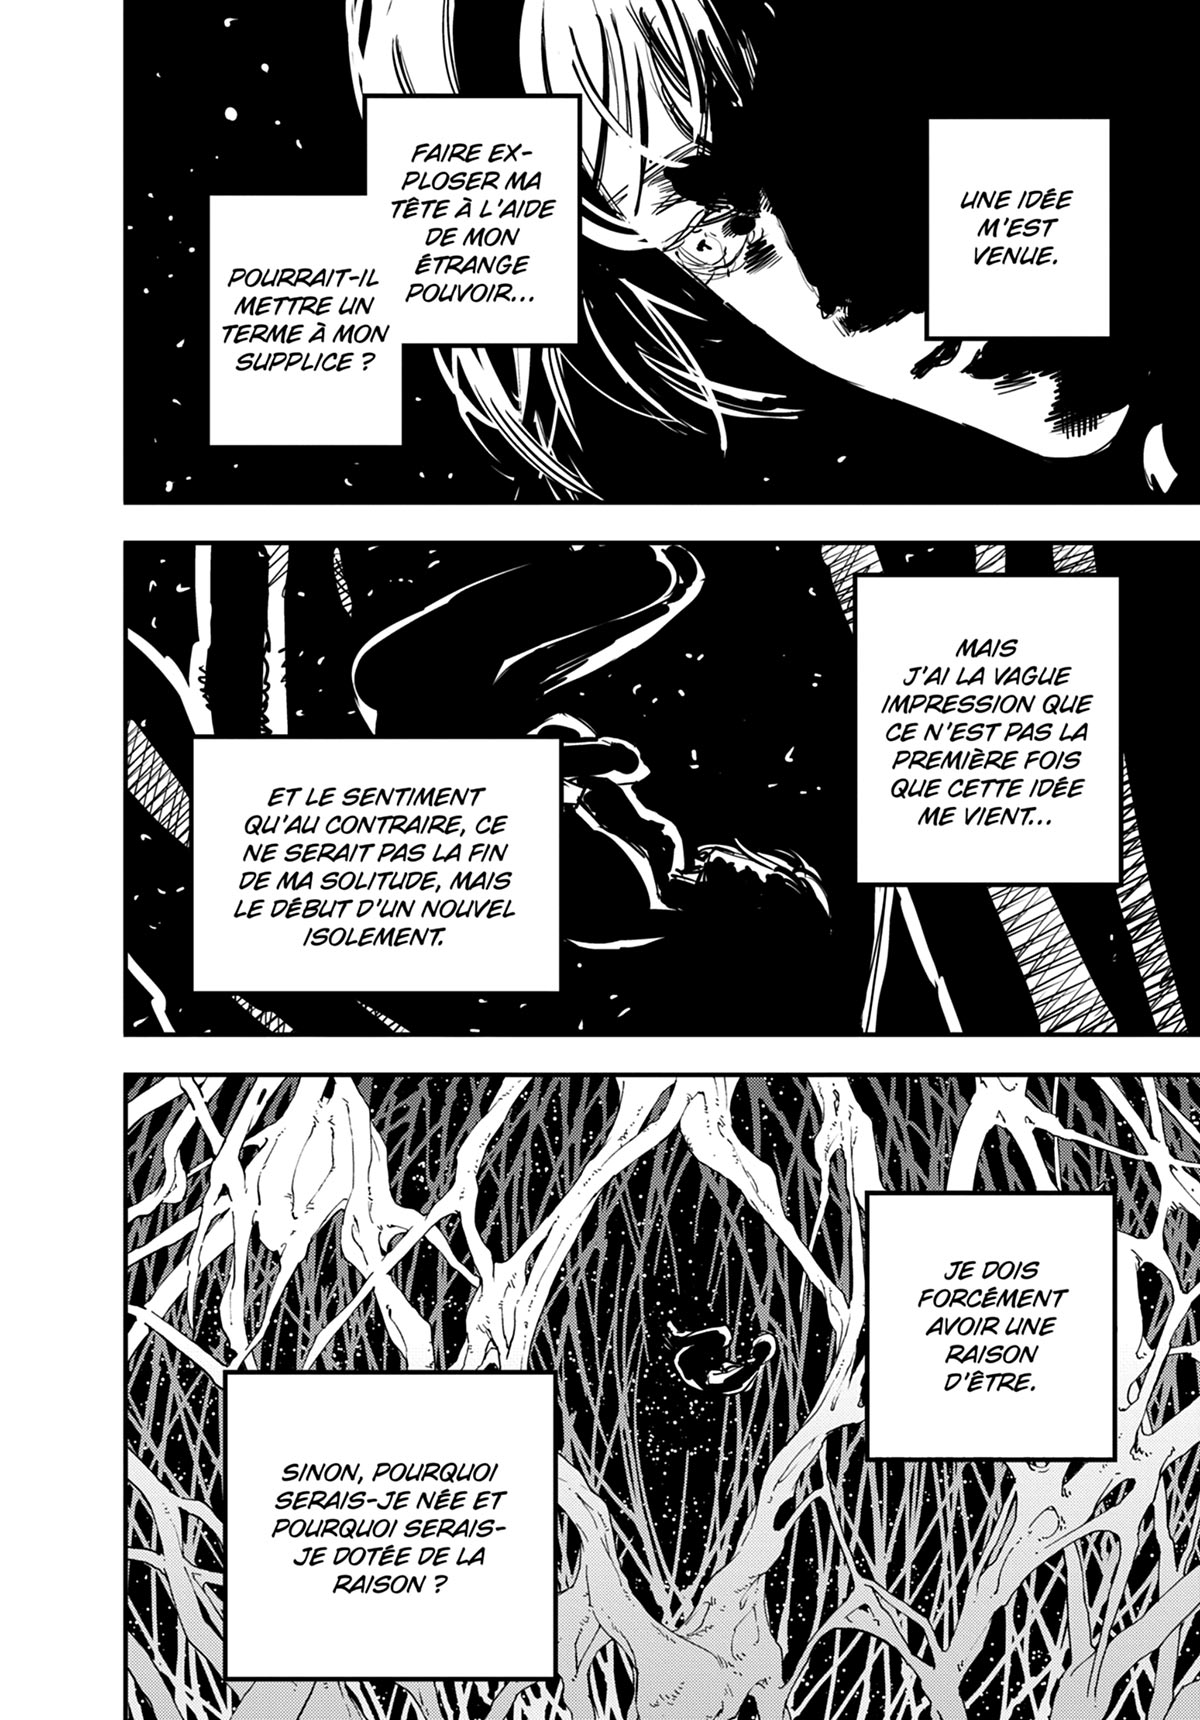 UNE IDÉE
M'EST
VENUE.
FAIRE EX-
PLOSER MA
TÊTE À L'AIDE
DE MON
ÉTRANGE
POUVOIR...
POURRAIT-IL
METTRE UN
TERME À MON
SUPPLICE ?
MAIS
J'AI LA VAGUE
IMPRESSION QUE
CE N'EST PAS LA
PREMIÈRE FOIS
QUE CETTE IDÉE
ME VIENT...
ET LE SENTIMENT
QU'AU CONTRAIRE, CE
NE SERAIT PAS LA FIN
DE MA SOLITUDE, MAIS
LE DÉBUT D'UN NOUVEL
ISOLEMENT.
JE DOIS
FORCÉMENT
AVOIR UNE
RAISON
D'ÊTRE.
SINON, POURQUOI
SERAIS-JE NÉE ET
POURQUOI SERAIS-
JE DOTÉE DE LA
RAISON ?